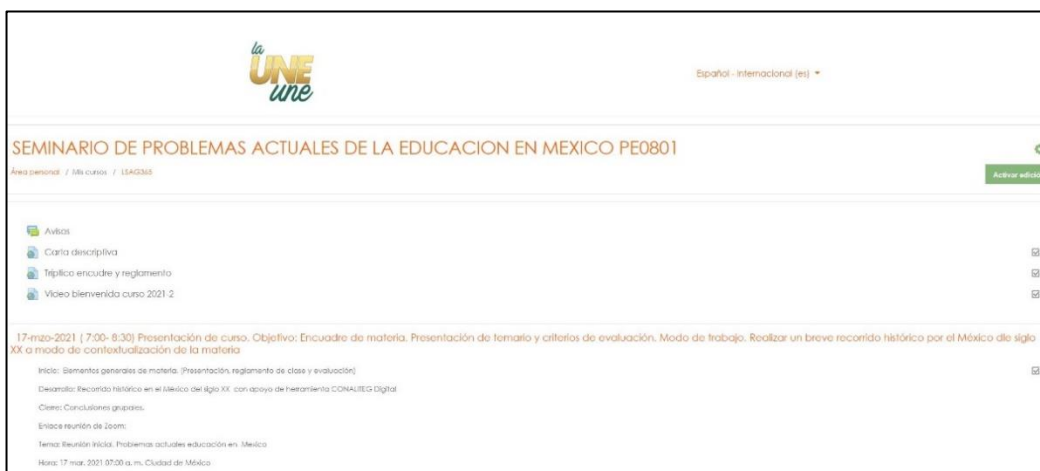 la
UNE
une
Español - Internacional (es)
SEMINARIO DE PROBLEMAS ACTUALES DE LA EDUCACION EN MEXICO PE0801
Área personal / Mis cursos / LSAG365
Activar edició
Avisos
Carta descriptiva
Triptico encudre y reglamento
Video bienvenida curso 2021-2
17-mzo-2021 ( 7:00- 8:30) Presentación de curso. Objetivo: Encuadre de materia. Presentación de temario y criterios de evaluación. Modo de trabajo. Realizar un breve recorrido histórico por el México dle siglo
XX a modo de contextualización de la materia
Inicio: Elementos generales de materia. (Presentación, reglamento de clase y evaluación)
Desarrollo: Recorrido histórico en el México del siglo XX con apoyo de herramienta CONALITEG Digital
Cierre: Conclusiones grupales.
Enlace reunión de Zoom:
Tema: Reunión inicial. Problemas actuales educación en Mexico
Hora: 17 mar. 2021 07:00 a. m. Ciudad de México